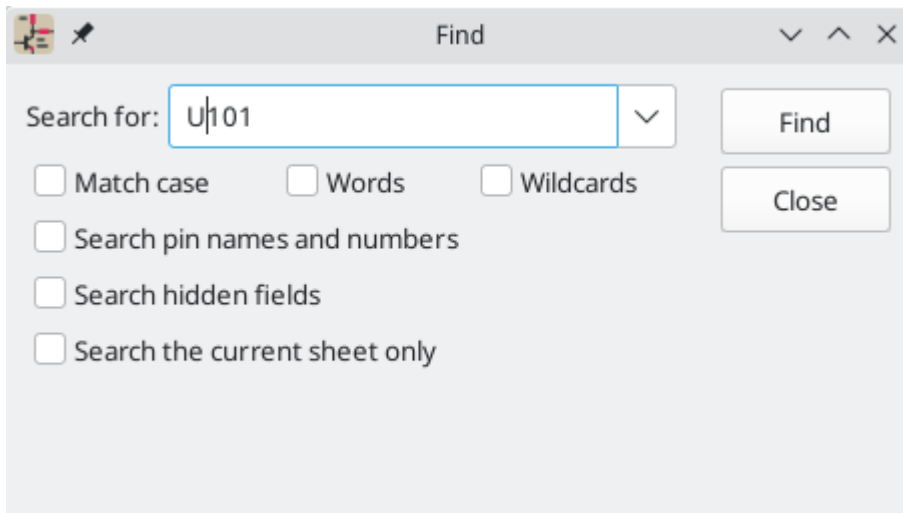 Find
Search for: U101 Find
Match case Words Wildcards Close
Search pin names and numbers
Search hidden fields
Search the current sheet only